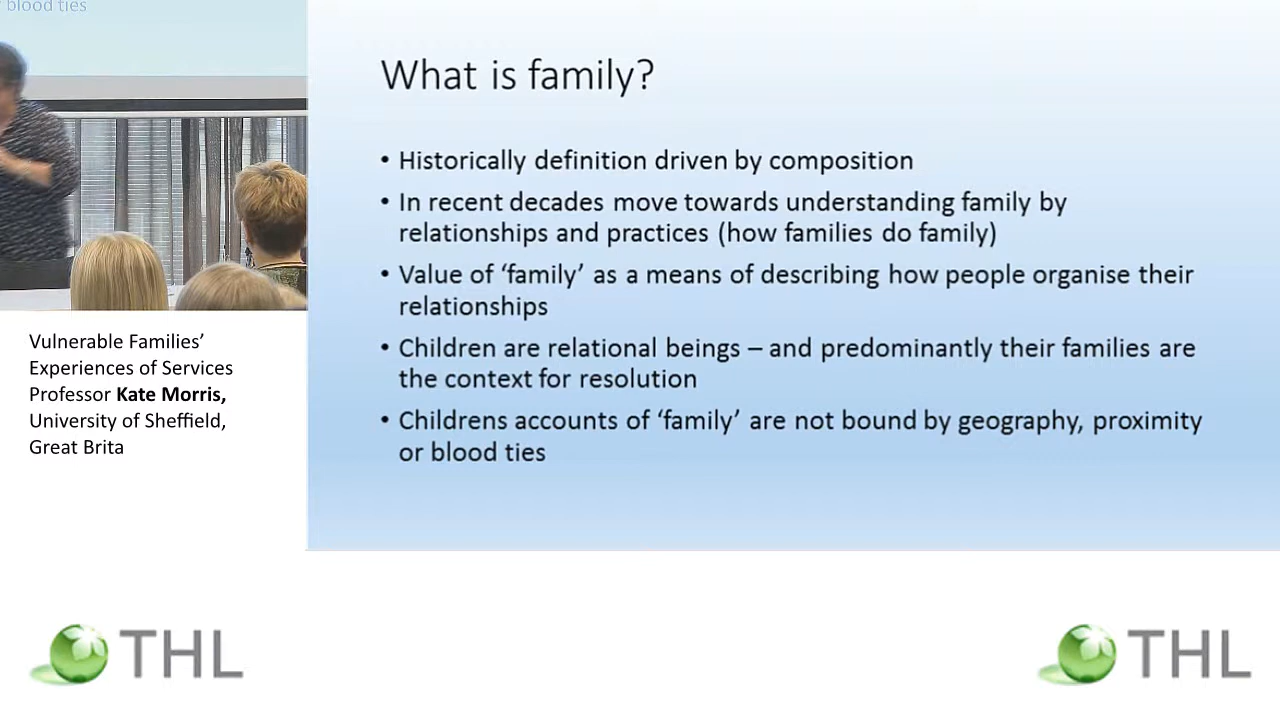 or blood ties
What is family?
• Historically definition driven by composition
• In recent decades move towards understanding family by
relationships and practices (how families do family)
• Value of ‘family’ as a means of describing how people organise their
relationships
• Children are relational beings – and predominantly their families are
the context for resolution
• Childrens accounts of ‘family’ are not bound by geography, proximity
or blood ties
Vulnerable Families’
Experiences of Services
Professor Kate Morris,
University of Sheffield,
Great Brita
THL
THL